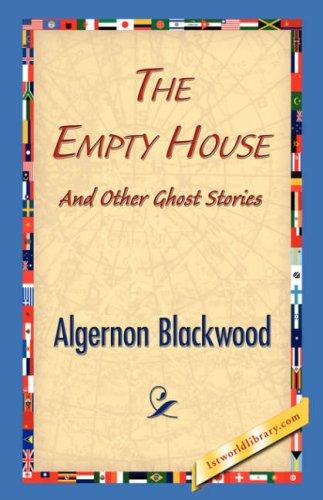 The
Empty House
And Other Ghost Stories
Algernon Blackwood
1stworldlibrary.com